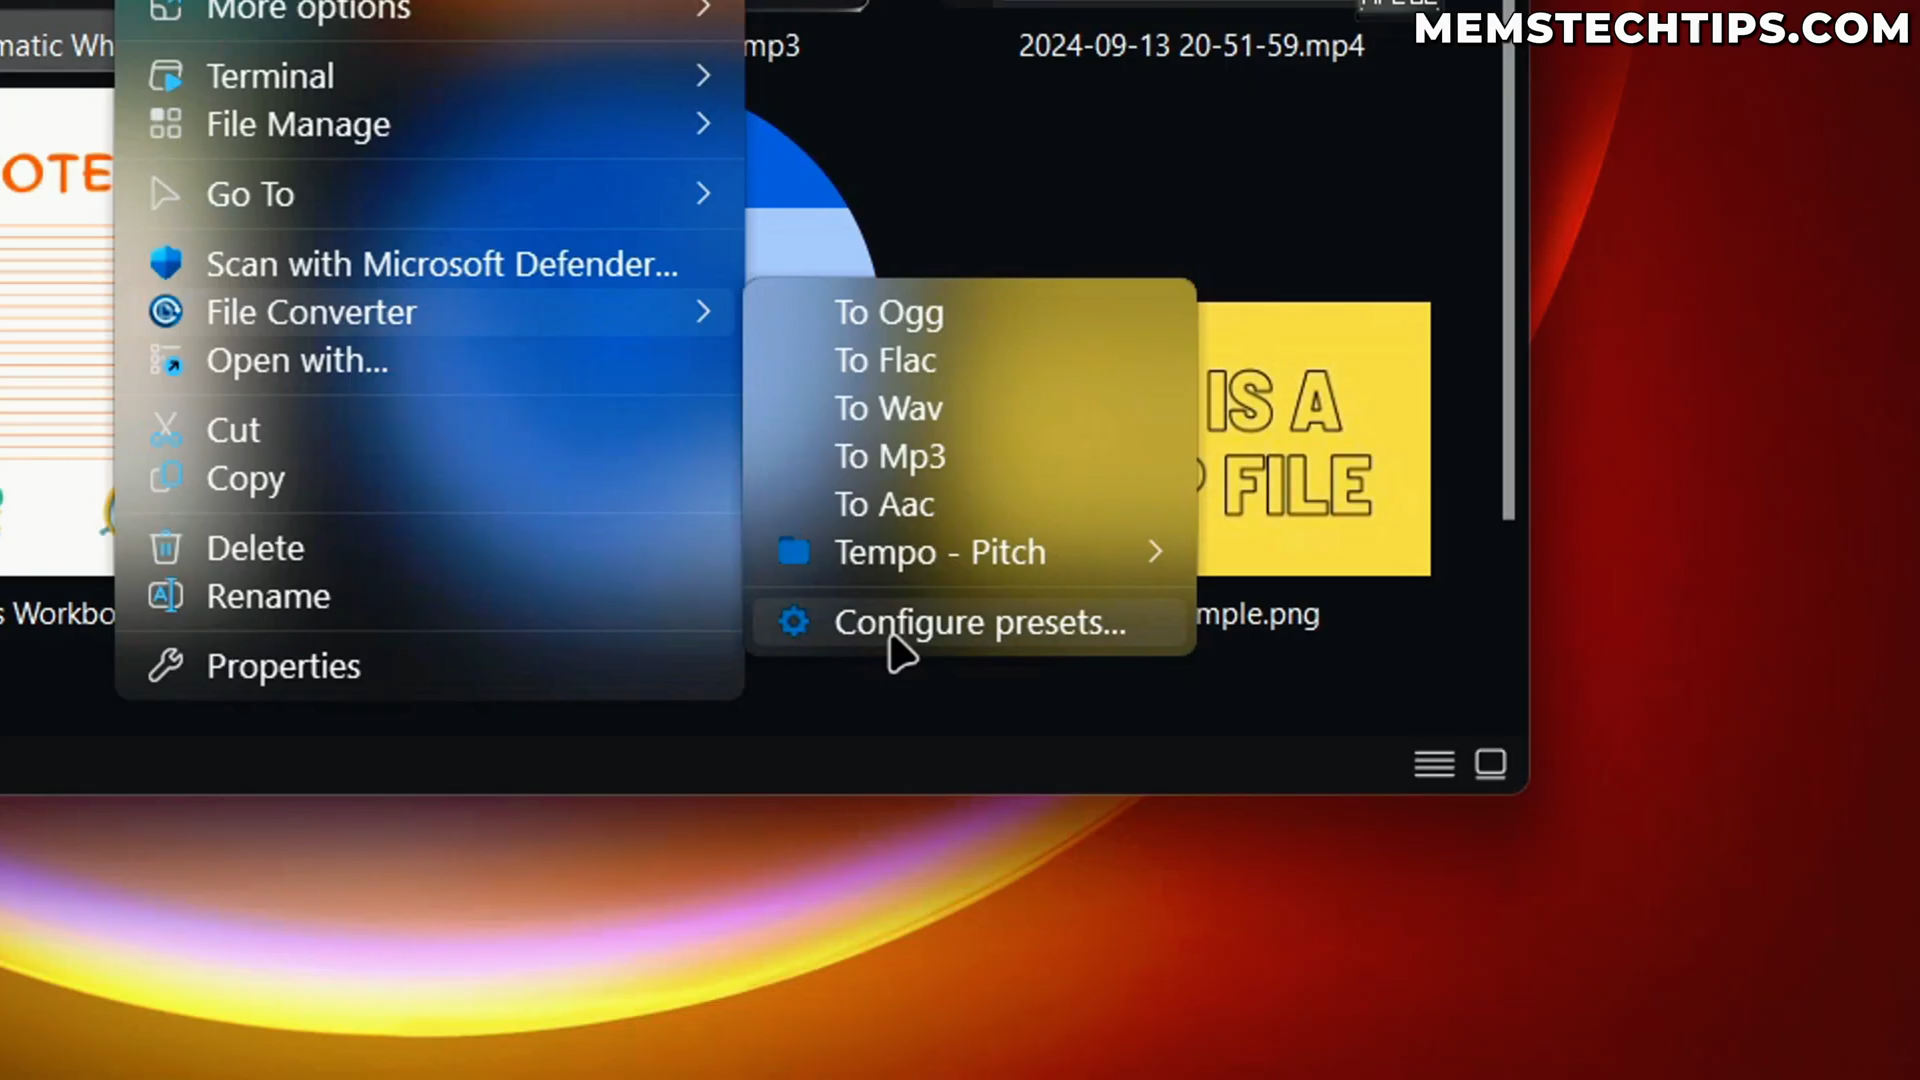 MEMSTECHTIPS.COM
More options
matic Wh
mp3
2024-09-13 20-51-59.mp4
Terminal
File Manage
OTE
Go To
Scan with Microsoft Defender...
File Converter
To Ogg
Open with...
To Flac
IS A
To Wav
Cut
To Mp3
FILE
Copy
To Aac
Delete
Tempo - Pitch
Rename
s Workbo
Configure presets...
mple.png
Properties